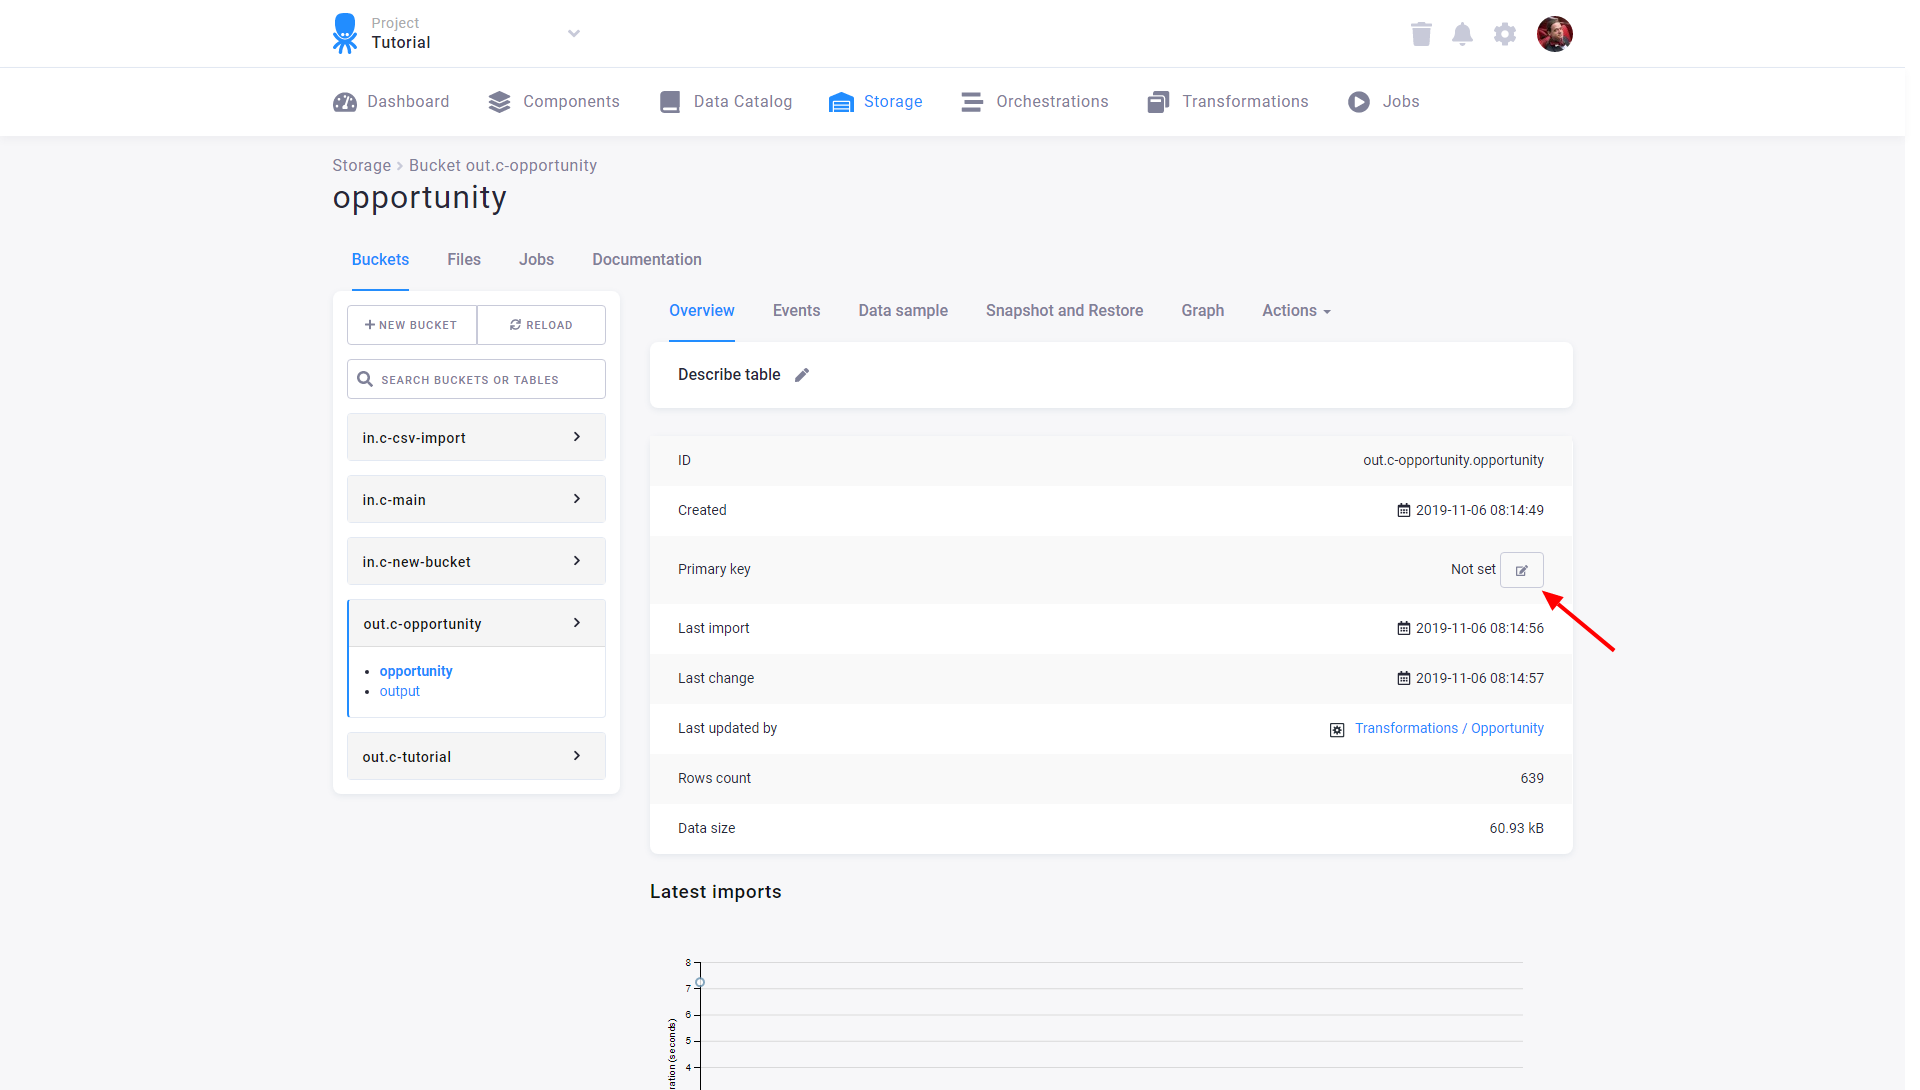 Project
Tutorial
Dashboard
Components
Data Catalog
Storage
Orchestrations
Transformations
Jobs
Storage
Bucket out.c-opportunity
opportunity
Buckets
Files
Jobs
Documentation
NEW BUCKET
RELOAD
SEARCH BUCKETS OR TABLES
in.c-csv-import
in.c-main
in.c-new-bucket
out.c-opportunity
opportunity
output
out.c-tutorial
Overview
Events
Data sample
Snapshot and Restore
Graph
Actions
Describe table
ID
out.c-opportunity.opportunity
Created
2019-11-06 08:14:49
Primary key
Not set
Last import
2019-11-06 08:14:56
Last change
2019-11-06 08:14:57
Last updated by
Transformations / Opportunity
Rows count
639
Data size
60.93 kB
Latest imports
8
7
6
5
4
(seconds)